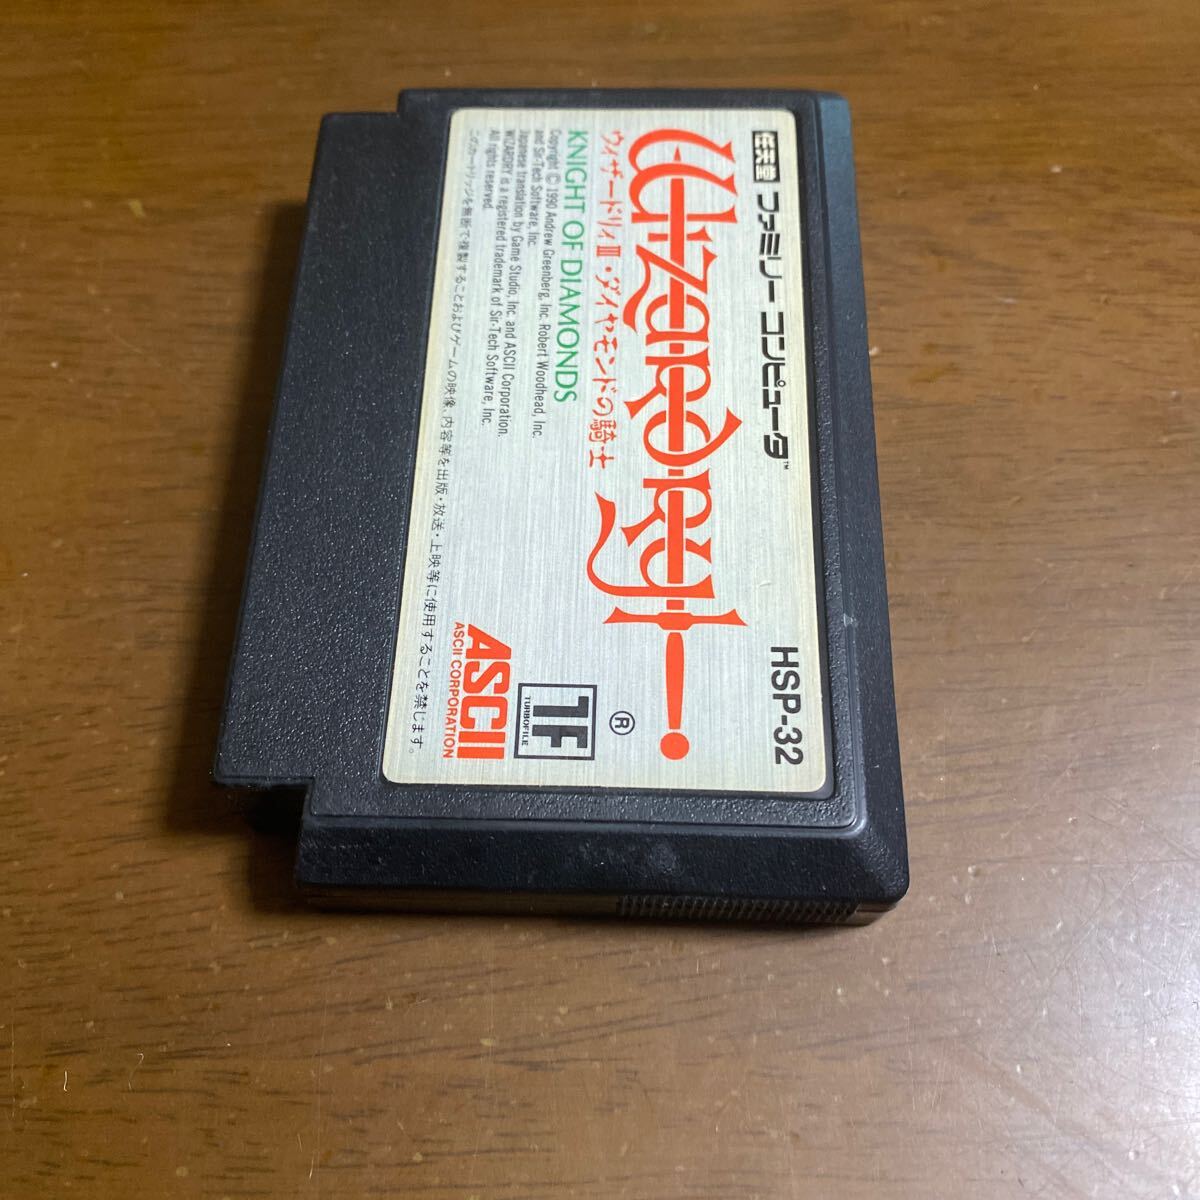 任天堂 ファミリーコンピュータ™
HSP-32
Wizardry
®
ウィザードリィⅢ・ダイヤモンドの騎士
KNIGHT OF DIAMONDS
Copyright © 1990 Andrew Greenberg, Inc. Robert Woodhead, Inc.
and Sir-Tech Software, Inc.
Japanese translation by Game Studio, Inc. and ASCII Corporation.
WIZARDRY is a registered trademark of Sir-Tech Software, Inc.
All rights reserved.
TF
TURBOFILE
ASCII
ASCII CORPORATION
このカートリッジを無断で複製することおよびゲームの映像、内容等を出版・放送・上映等に使用することを禁じます。